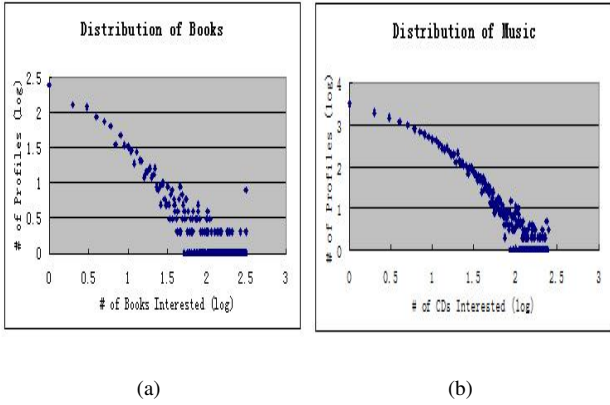 Distribution of Books
# of Profiles (log)
2.5
2
1.5
1
0.5
0
0 0.5 1 1.5 2 2.5 3
# of Books Interested (log)
(a)
Distribution of Music
# of Profiles (log)
4
3
2
1
0
0 0.5 1 1.5 2 2.5 3
# of CDs Interested (log)
(b)